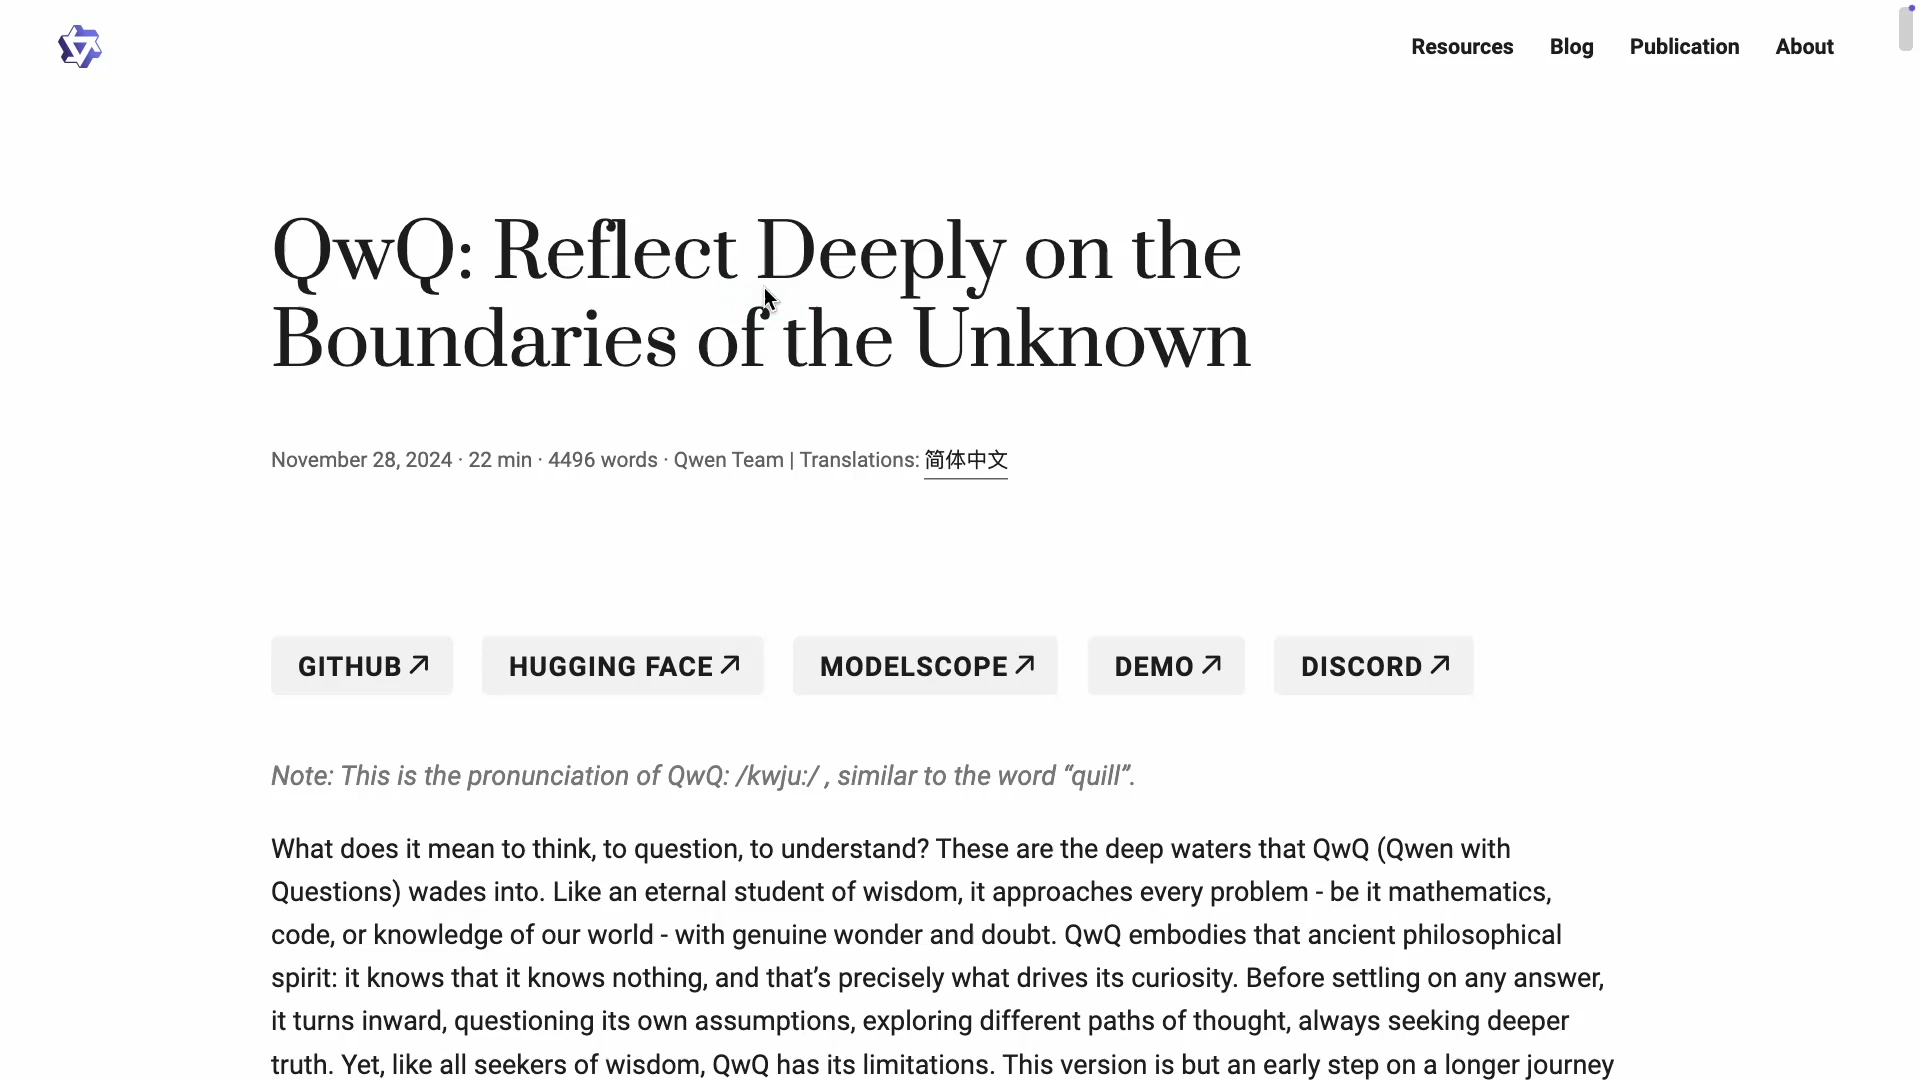 Resources Blog Publication About
QwQ: Reflect Deeply on the
Boundaries of the Unknown
November 28, 2024 · 22 min · 4496 words · Qwen Team | Translations: 简体中文
GITHUB HUGGING FACE MODELSCOPE DEMO DISCORD
Note: This is the pronunciation of QwQ: /kwju:/ , similar to the word “quill”.
What does it mean to think, to question, to understand? These are the deep waters that QwQ (Qwen with
Questions) wades into. Like an eternal student of wisdom, it approaches every problem - be it mathematics,
code, or knowledge of our world - with genuine wonder and doubt. QwQ embodies that ancient philosophical
spirit: it knows that it knows nothing, and that’s precisely what drives its curiosity. Before settling on any answer,
it turns inward, questioning its own assumptions, exploring different paths of thought, always seeking deeper
truth. Yet, like all seekers of wisdom, QwQ has its limitations. This version is but an early step on a longer journey